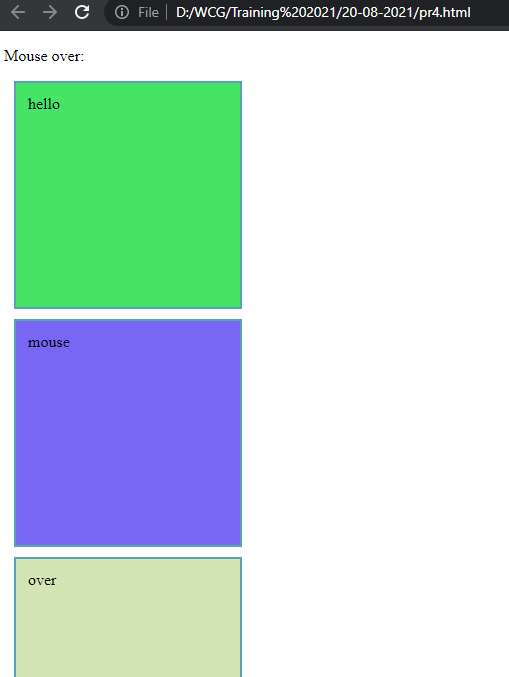 File D:/WCG/Training%202021/20-08-2021/pr4.html
Mouse over:
hello
mouse
over